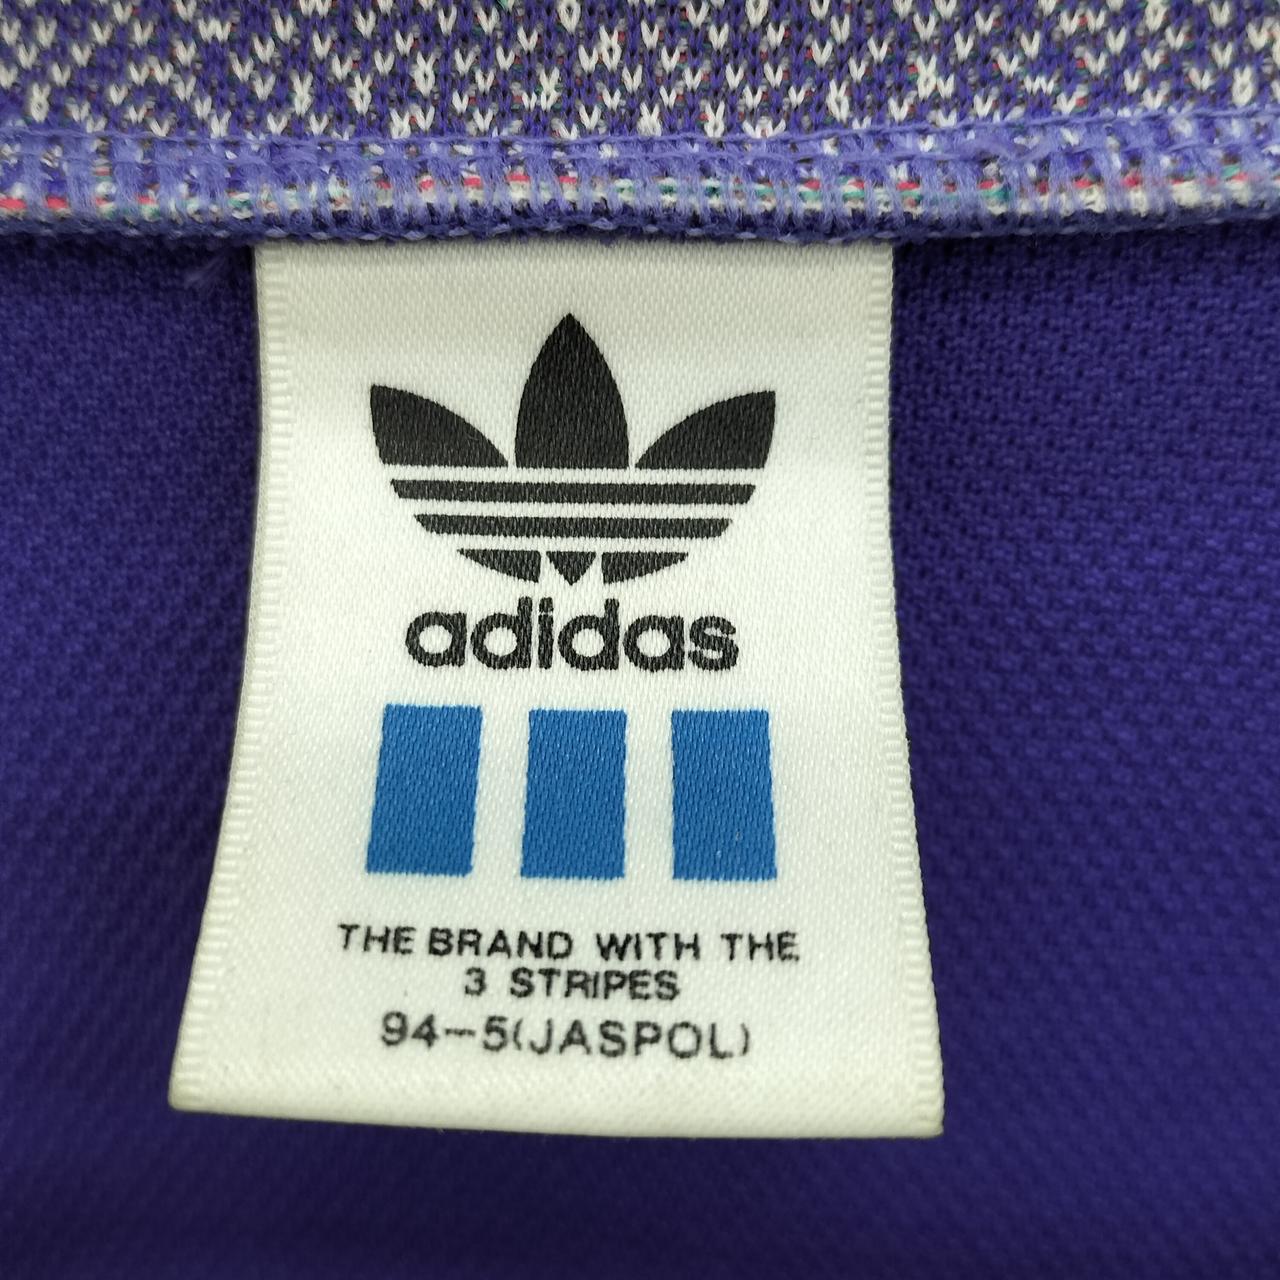 adidas
THE BRAND WITH THE
3 STRIPES
94-5(JASPOL)